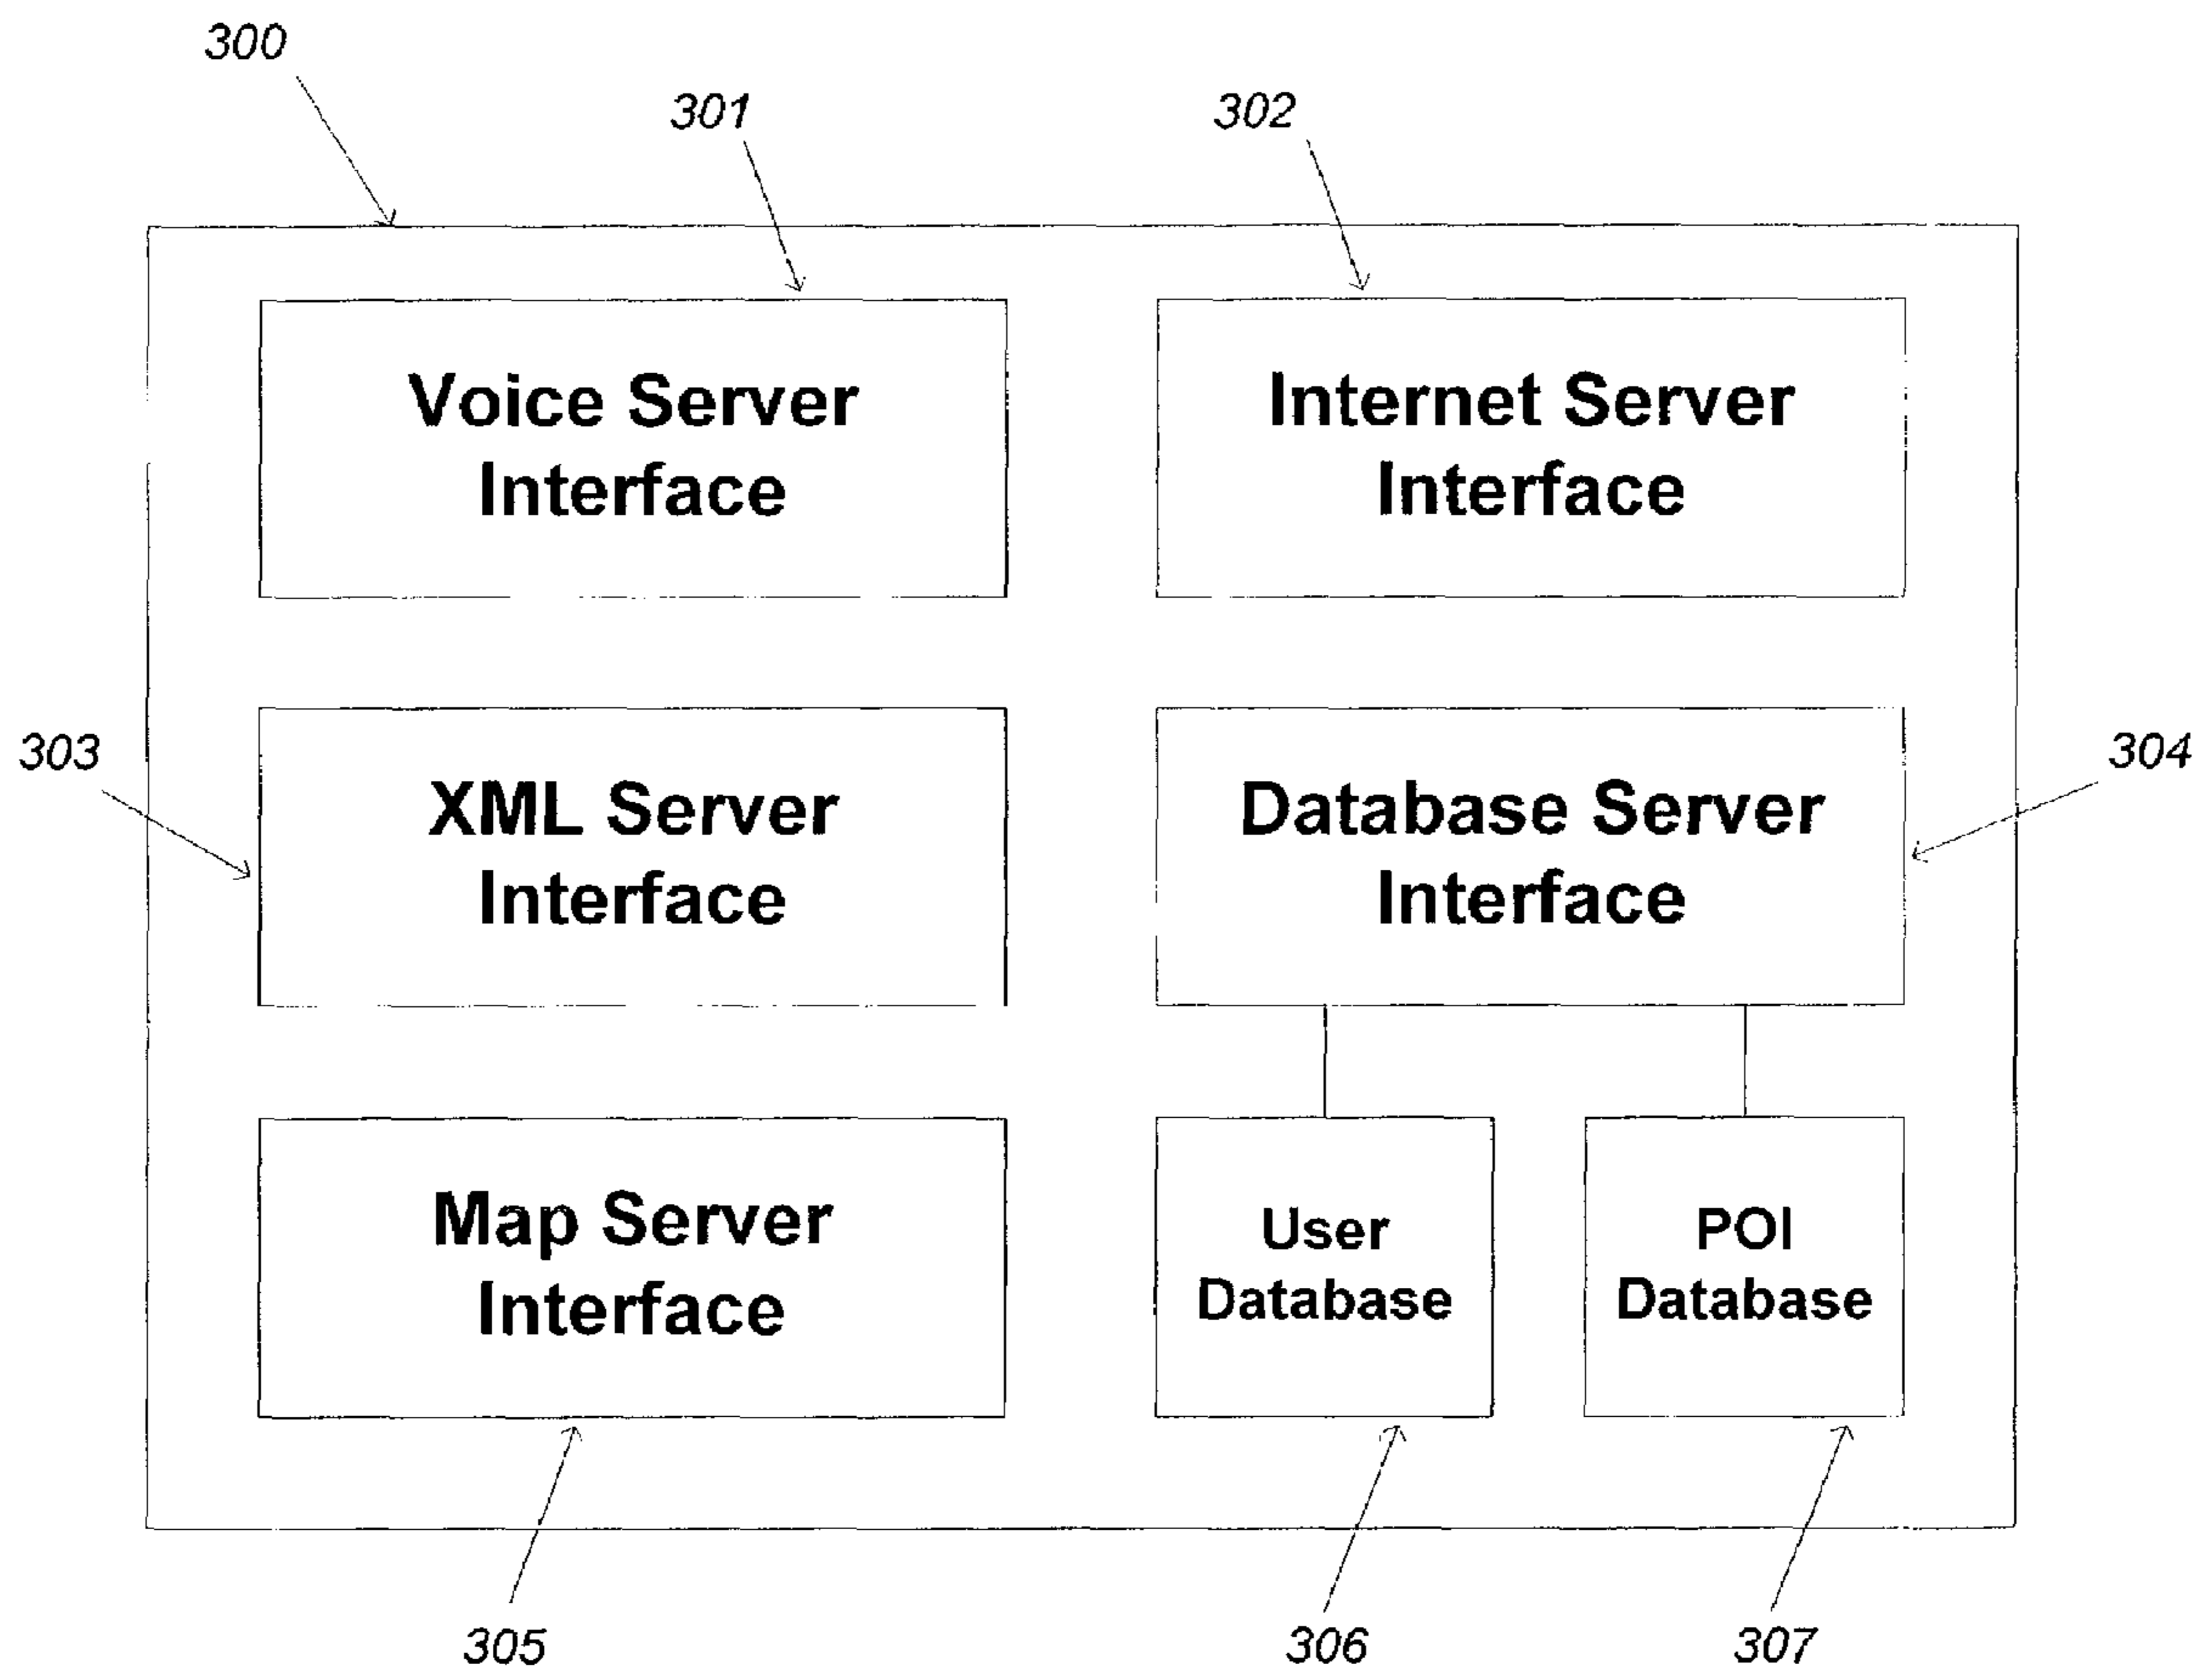 300
301
302
Voice Server
Interface
Internet Server
Interface
303
XML Server
Interface
Database Server
Interface
304
Map Server
Interface
User
Database
POI
Database
305
306
307